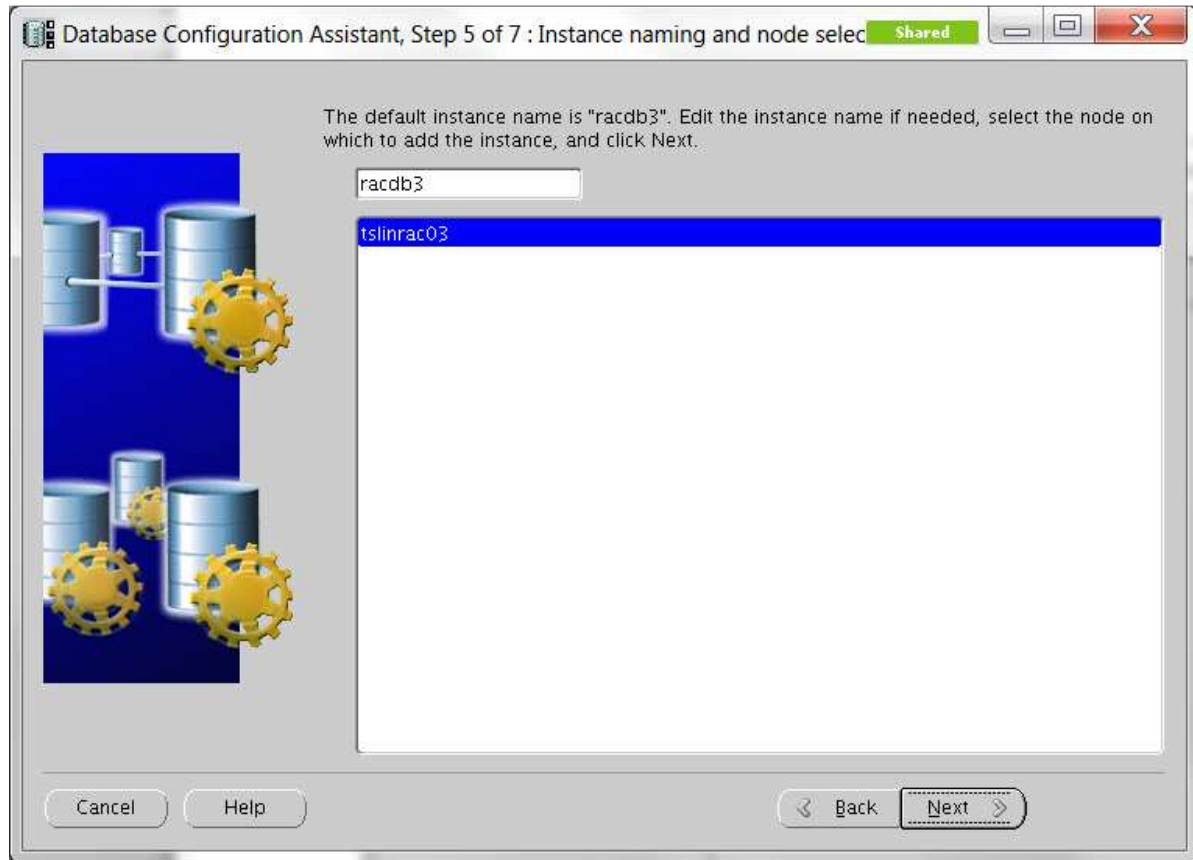 Database Configuration Assistant, Step 5 of 7 : Instance naming and node selec
Shared
The default instance name is "racdb3". Edit the instance name if needed, select the node on
which to add the instance, and click Next.
racdb3
tslinrac03
Cancel
Help
Back
Next